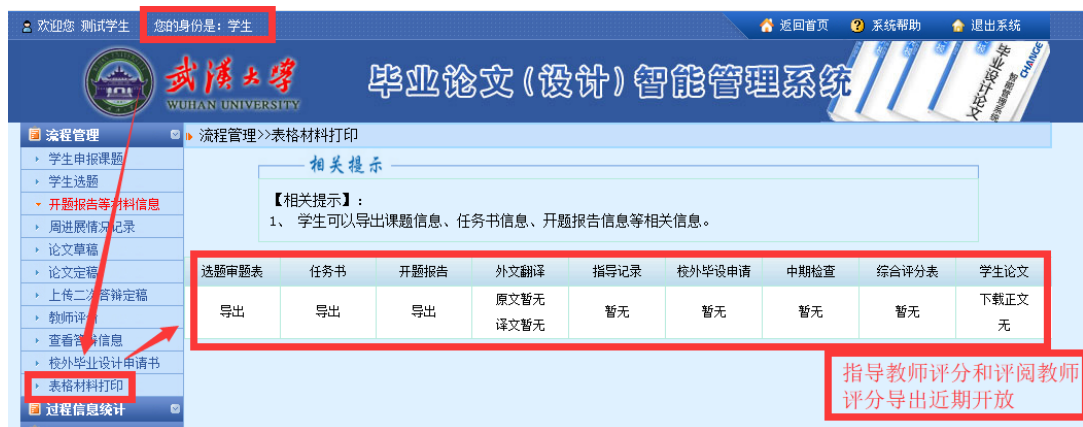 欢迎您 测试学生 您的身份是：学生 返回首页 系统帮助 退出系统
武汉大学
WUHAN UNIVERSITY
毕业论文（设计）智能管理系统
毕业设计论文
智能管理系统
CHANGE
流程管理
流程管理>>表格材料打印
学生申报课题
学生选题
开题报告等材料信息
周进展情况记录
论文草稿
论文定稿
上传二次答辩定稿
教师评价
查看答辩信息
校外毕业设计申请书
表格材料打印
过程信息统计
相关提示
【相关提示】：
1、 学生可以导出课题信息、任务书信息、开题报告信息等相关信息。
选题审题表 任务书 开题报告 外文翻译 指导记录 校外毕设申请 中期检查 综合评分表 学生论文
导出 导出 导出 原文暂无 暂无 暂无 暂无 暂无 下载正文
译文暂无 无
指导教师评分和评阅教师
评分导出近期开放